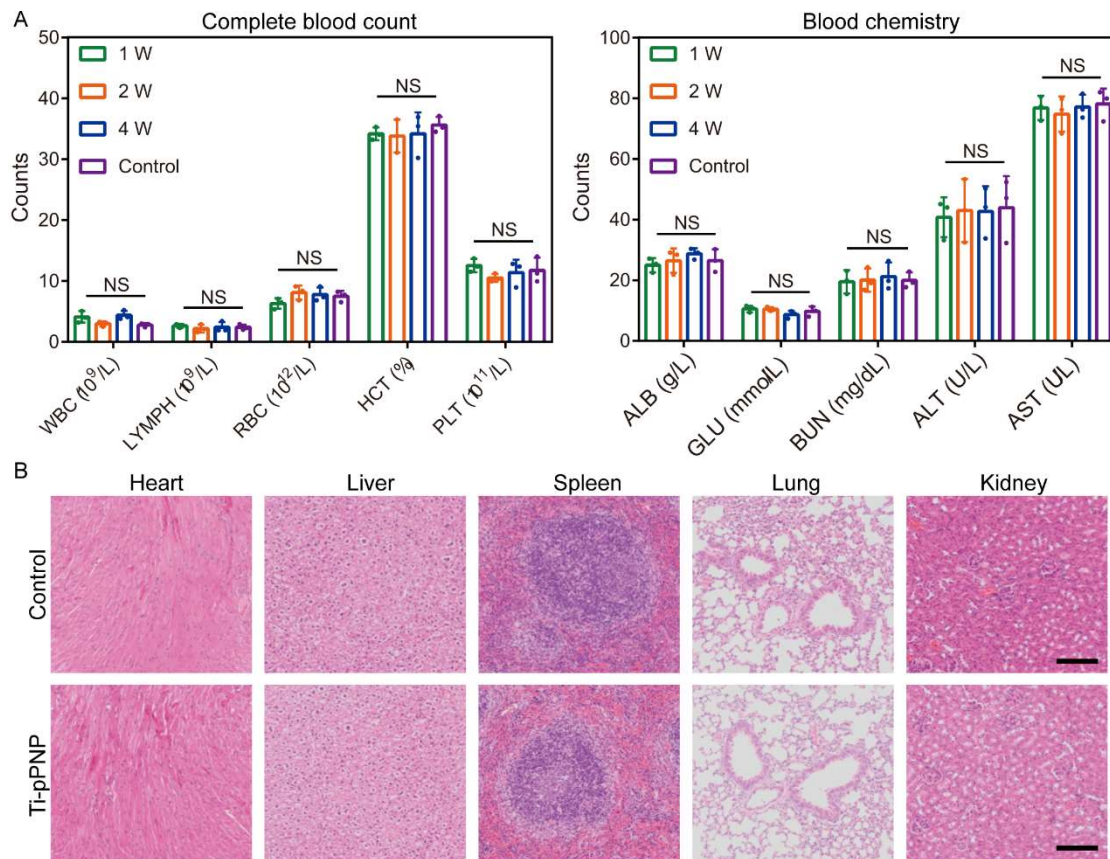 A
Complete blood count
50
40
30
20
10
0
Counts
1 W
2 W
4 W
Control
NS
NS
NS
NS
NS
WBC (10^9/L)
LYMPH (10^9/L)
RBC (10^12/L)
HCT (%)
PLT (10^11/L)
Blood chemistry
100
80
60
40
20
0
Counts
1 W
2 W
4 W
Control
NS
NS
NS
NS
NS
ALB (g/L)
GLU (mmolL)
BUN (mg/dL)
ALT (U/L)
AST (UL)
B
Heart Liver Spleen Lung Kidney
Control
Ti-pPNP